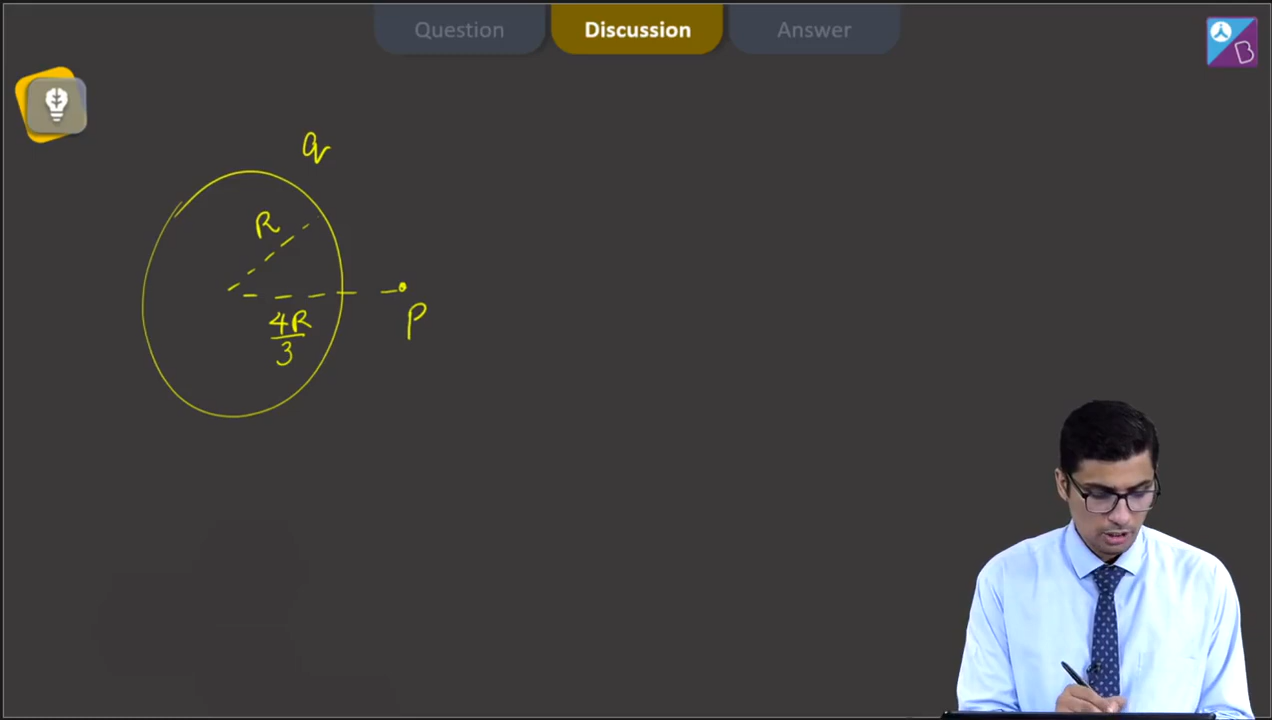 Question
Discussion
Answer
B
q
R
4R/3
P